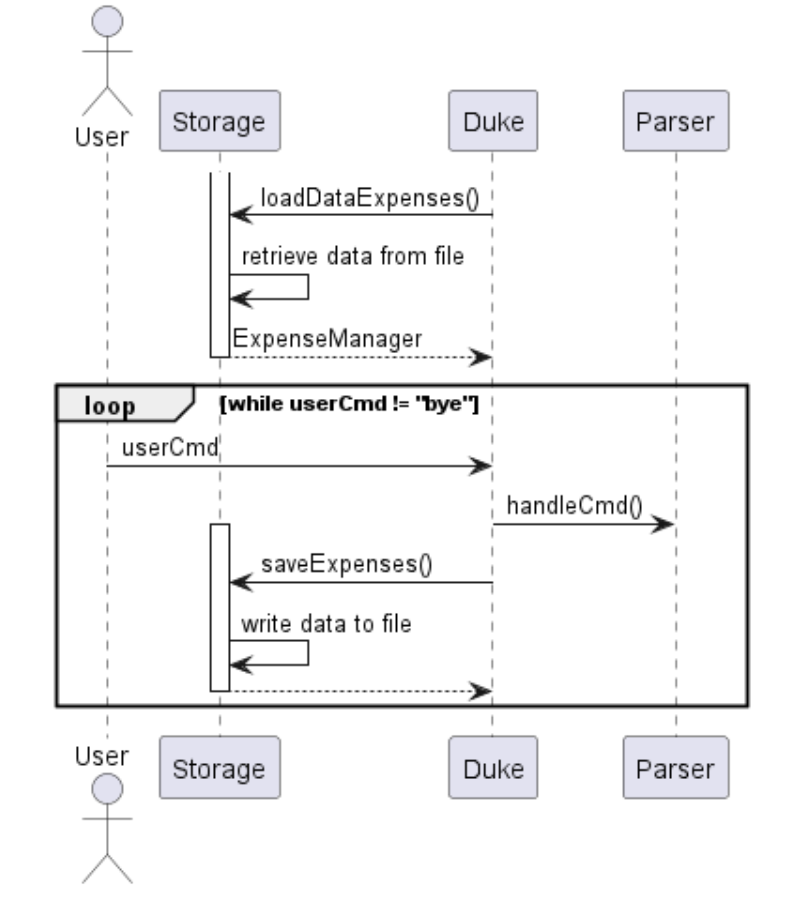 User
Storage
Duke
Parser
loadDataExpenses()
retrieve data from file
ExpenseManager
loop
[while userCmd != "bye"]
userCmd
handleCmd()
saveExpenses()
write data to file
User
Storage
Duke
Parser